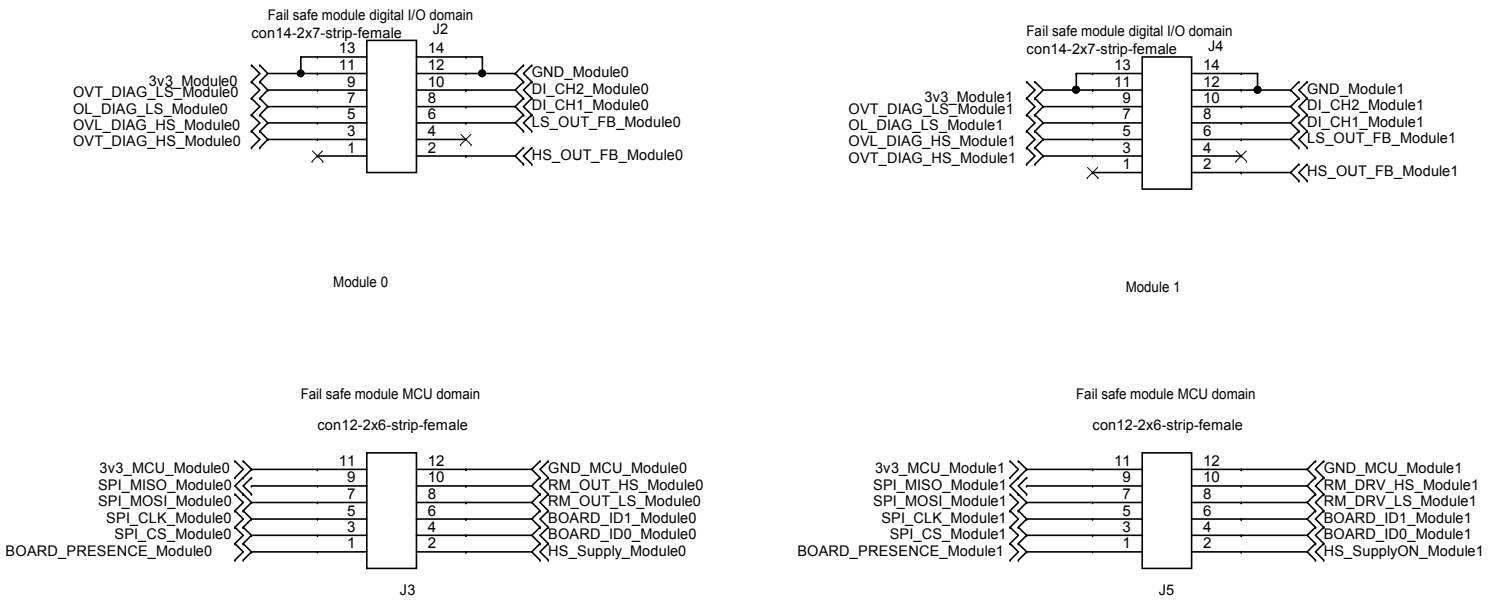 Fail safe module digital I/O domain
con14-2x7-strip-female
J2
13 14
11 12
3v3_Module0 GND_Module0
9 10
OVT_DIAG_LS_Module0 DI_CH2_Module0
7 8
OL_DIAG_LS_Module0 DI_CH1_Module0
5 6
OVL_DIAG_HS_Module0 LS_OUT_FB_Module0
3 4
OVT_DIAG_HS_Module0
1 2
HS_OUT_FB_Module0
Fail safe module digital I/O domain
con14-2x7-strip-female
J4
13 14
11 12
3v3_Module1 GND_Module1
9 10
OVT_DIAG_LS_Module1 DI_CH2_Module1
7 8
OL_DIAG_LS_Module1 DI_CH1_Module1
5 6
OVL_DIAG_HS_Module1 LS_OUT_FB_Module1
3 4
OVT_DIAG_HS_Module1
1 2
HS_OUT_FB_Module1
Module 0
Module 1
Fail safe module MCU domain
con12-2x6-strip-female
3v3_MCU_Module0 11 12 GND_MCU_Module0
SPI_MISO_Module0 9 10 RM_OUT_HS_Module0
SPI_MOSI_Module0 7 8 RM_OUT_LS_Module0
SPI_CLK_Module0 5 6 BOARD_ID1_Module0
SPI_CS_Module0 3 4 BOARD_ID0_Module0
BOARD_PRESENCE_Module0 1 2 HS_Supply_Module0
J3
Fail safe module MCU domain
con12-2x6-strip-female
3v3_MCU_Module1 11 12 GND_MCU_Module1
SPI_MISO_Module1 9 10 RM_DRV_HS_Module1
SPI_MOSI_Module1 7 8 RM_DRV_LS_Module1
SPI_CLK_Module1 5 6 BOARD_ID1_Module1
SPI_CS_Module1 3 4 BOARD_ID0_Module1
BOARD_PRESENCE_Module1 1 2 HS_SupplyON_Module1
J5